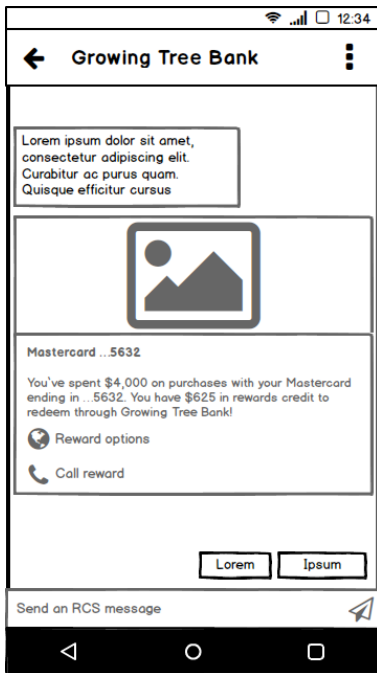 12:34
Growing Tree Bank
Lorem ipsum dolor sit amet,
consectetur adipiscing elit.
Curabitur ac purus quam.
Quisque efficitur cursus
Mastercard ...5632
You've spent $4,000 on purchases with your Mastercard
ending in ...5632. You have $625 in rewards credit to
redeem through Growing Tree Bank!
Reward options
Call reward
Lorem
Ipsum
Send an RCS message